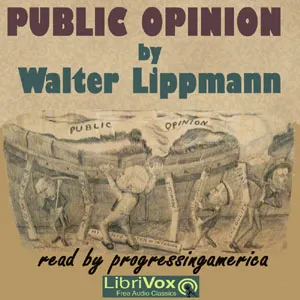 PUBLIC OPINION
by
Walter Lippmann
PUBLIC OPINION
read by progressingamerica
LibriVox
Free Audio Classics